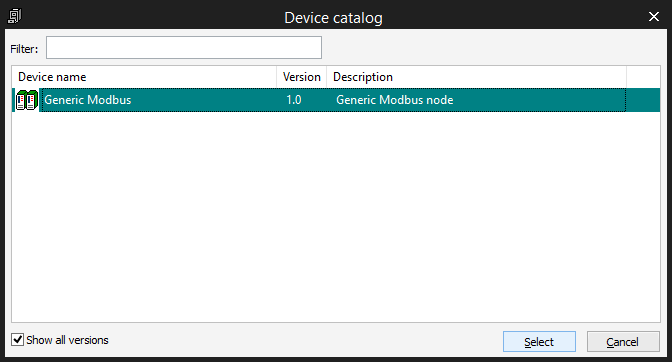 Device catalog
Filter:
Device name Version Description
Generic Modbus 1.0 Generic Modbus node
Show all versions Select Cancel